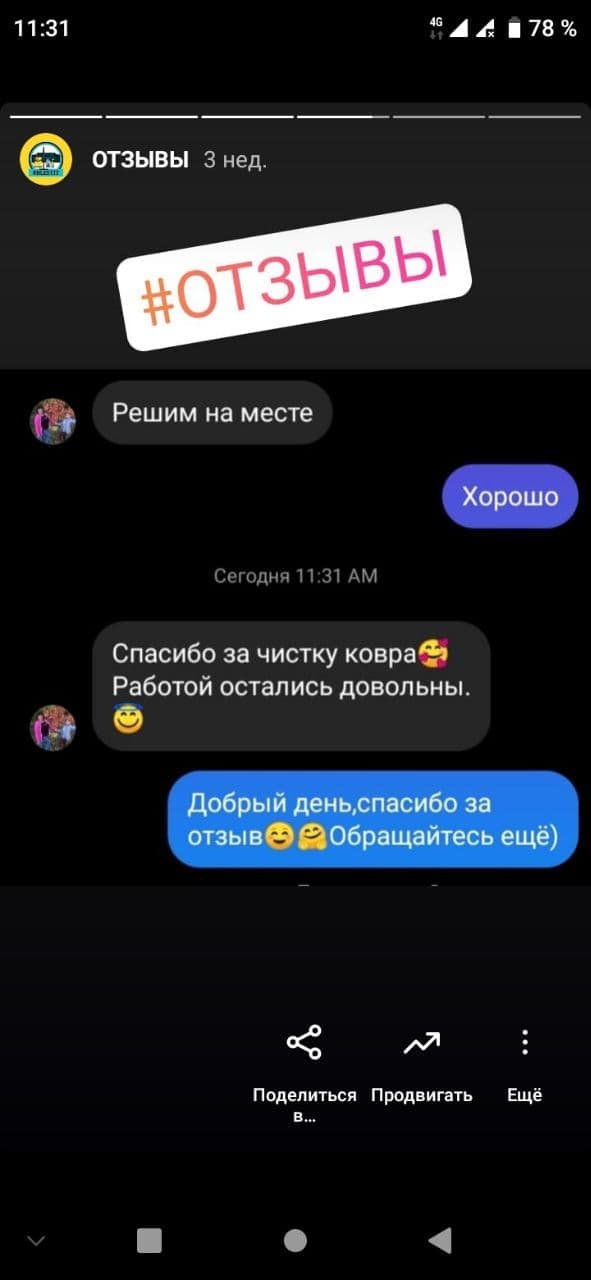 11:31
4G
78 %
ОТЗЫВЫ 3 нед.
#ОТЗЫВЫ
Решим на месте
Хорошо
Сегодня 11:31 AM
Спасибо за чистку ковра🥰
Работой остались довольны.
😇
Добрый день,спасибо за
отзыв☺️🤗Обращайтесь ещё)
Поделиться
в...
Продвигать
Ещё